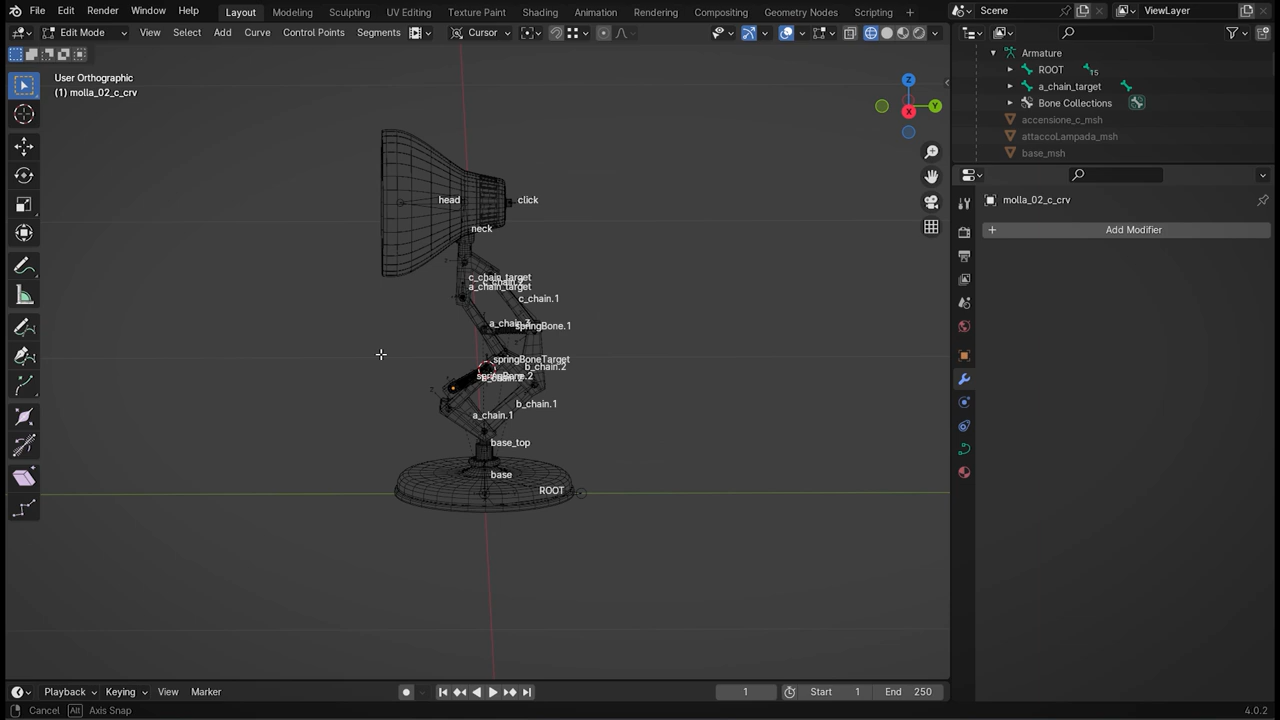 File Edit Render Window Help Layout Modeling Sculpting UV Editing Texture Paint Shading Animation Rendering Compositing Geometry Nodes Scripting + Scene ViewLayer
Edit Mode View Select Add Curve Control Points Segments Cursor
User Orthographic
(1) molla_02_c_crv
Z
Y
X
head click
neck
c_chain_target
a_chain_target
c_chain.1
springBone.1
springBoneTarget
b_chain.2
springBone.2
b_chain.1
a_chain.1
base_top
base
ROOT
Armature
ROOT 15
a_chain_target
Bone Collections
accensione_c_msh
attaccoLampada_msh
base_msh
molla_02_c_crv
+ Add Modifier
Playback Keying View Marker 1 Start 1 End 250
Cancel Alt Axis Snap 4.0.2